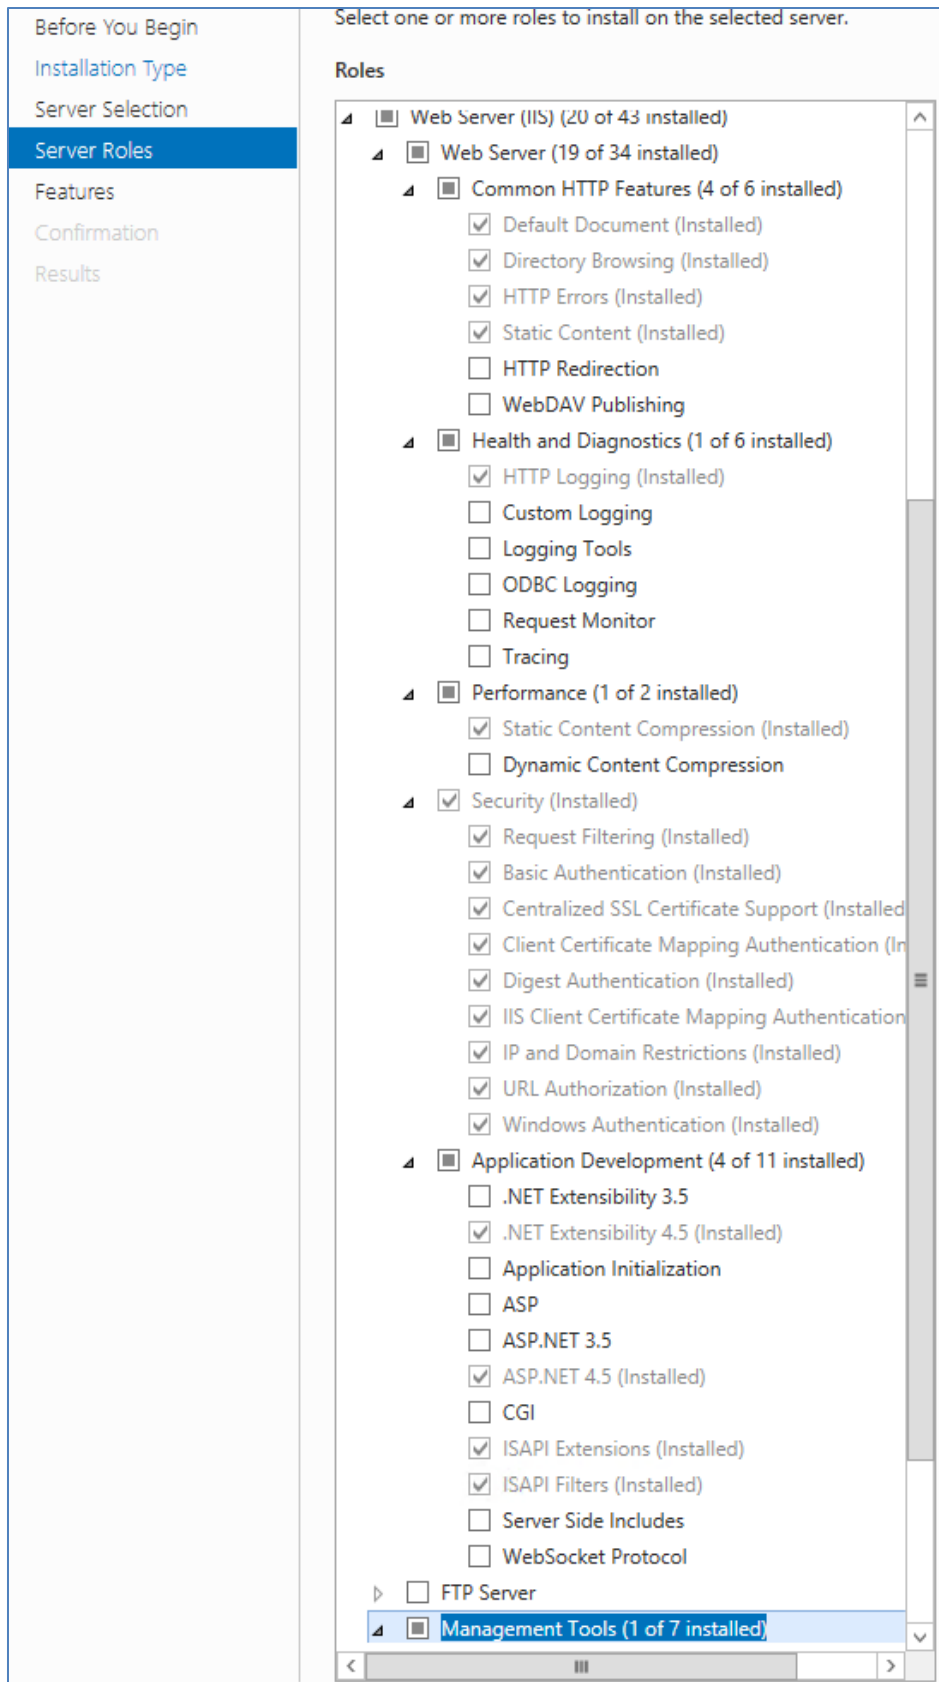 Before You Begin
Installation Type
Server Selection
Server Roles
Features
Confirmation
Results
Select one or more roles to install on the selected server.
Roles
Web Server (IIS) (20 of 43 installed)
Web Server (19 of 34 installed)
Common HTTP Features (4 of 6 installed)
Default Document (Installed)
Directory Browsing (Installed)
HTTP Errors (Installed)
Static Content (Installed)
HTTP Redirection
WebDAV Publishing
Health and Diagnostics (1 of 6 installed)
HTTP Logging (Installed)
Custom Logging
Logging Tools
ODBC Logging
Request Monitor
Tracing
Performance (1 of 2 installed)
Static Content Compression (Installed)
Dynamic Content Compression
Security (Installed)
Request Filtering (Installed)
Basic Authentication (Installed)
Centralized SSL Certificate Support (Installed
Client Certificate Mapping Authentication (In
Digest Authentication (Installed)
IIS Client Certificate Mapping Authentication
IP and Domain Restrictions (Installed)
URL Authorization (Installed)
Windows Authentication (Installed)
Application Development (4 of 11 installed)
.NET Extensibility 3.5
.NET Extensibility 4.5 (Installed)
Application Initialization
ASP
ASP.NET 3.5
ASP.NET 4.5 (Installed)
CGI
ISAPI Extensions (Installed)
ISAPI Filters (Installed)
Server Side Includes
WebSocket Protocol
FTP Server
Management Tools (1 of 7 installed)